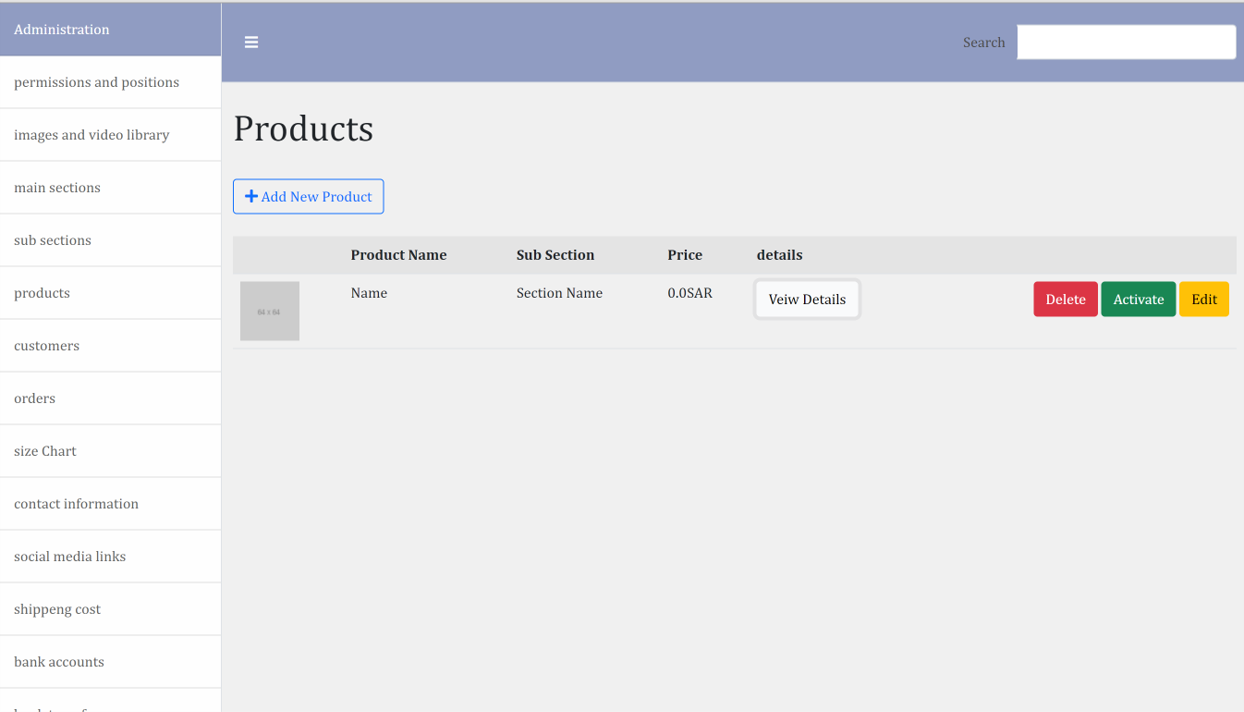 Administration
Search
permissions and positions
images and video library
main sections
sub sections
products
customers
orders
size Chart
contact information
social media links
shippeng cost
bank accounts
Products
Add New Product
Product Name Sub Section Price details
64 x 64 Name Section Name 0.0SAR Veiw Details Delete Activate Edit